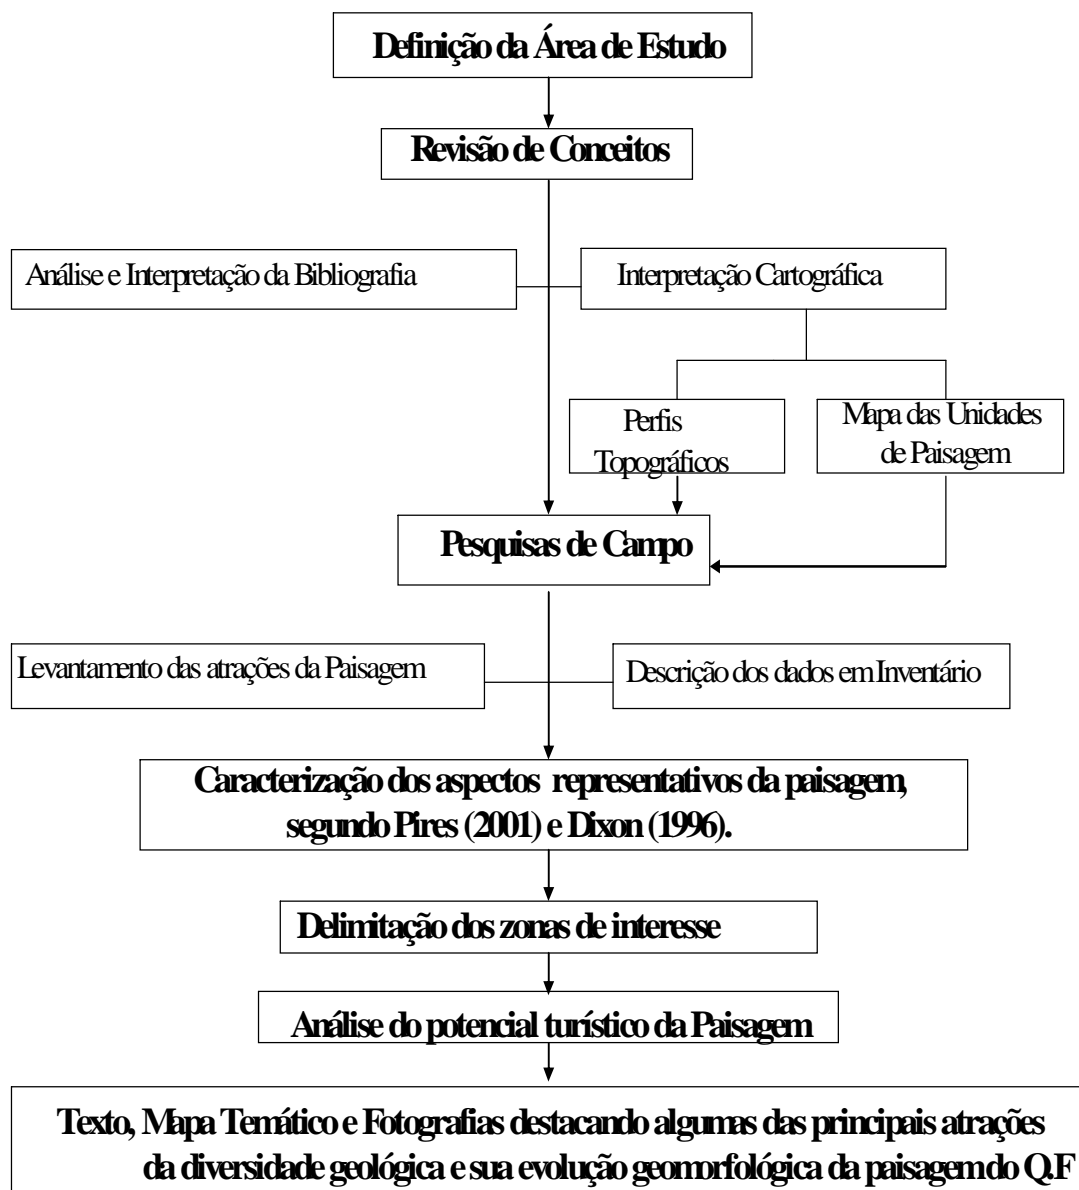 Definição da Área de Estudo
Revisão de Conceitos
Análise e Interpretação da Bibliografia
Interpretação Cartográfica
Perfis
Topográficos
Mapa das Unidades
de Paisagem
Pesquisas de Campo
Levantamento das atrações da Paisagem
Descrição dos dados em Inventário
Caracterização dos aspectos representativos da paisagem,
segundo Pires (2001) e Dixon (1996).
Delimitação dos zonas de interesse
Análise do potencial turístico da Paisagem
Texto, Mapa Temático e Fotografias destacando algumas das principais atrações
da diversidade geológica e sua evolução geomorfológica da paisagem do Q.F